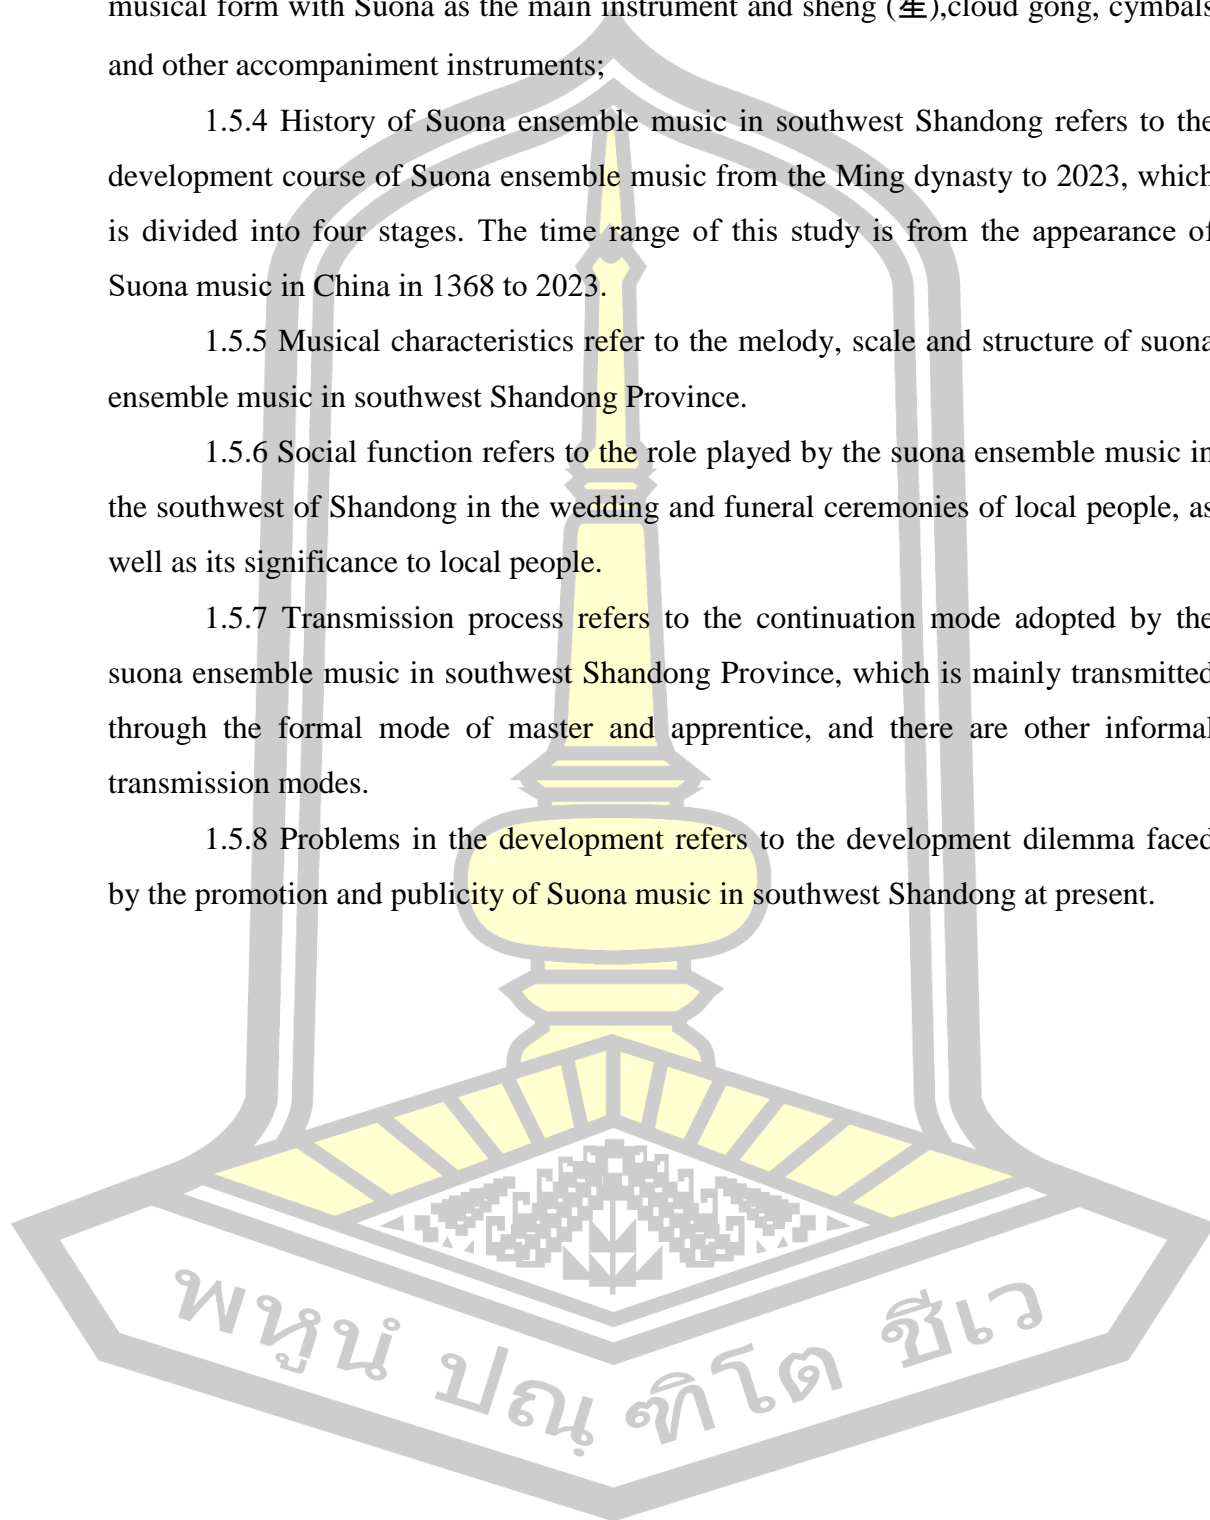 musical form with Suona as the main instrument and sheng (笙),cloud gong, cymbals
and other accompaniment instruments;
1.5.4 History of Suona ensemble music in southwest Shandong refers to the
development course of Suona ensemble music from the Ming dynasty to 2023, which
is divided into four stages. The time range of this study is from the appearance of
Suona music in China in 1368 to 2023.
1.5.5 Musical characteristics refer to the melody, scale and structure of suona
ensemble music in southwest Shandong Province.
1.5.6 Social function refers to the role played by the suona ensemble music in
the southwest of Shandong in the wedding and funeral ceremonies of local people, as
well as its significance to local people.
1.5.7 Transmission process refers to the continuation mode adopted by the
suona ensemble music in southwest Shandong Province, which is mainly transmitted
through the formal mode of master and apprentice, and there are other informal
transmission modes.
1.5.8 Problems in the development refers to the development dilemma faced
by the promotion and publicity of Suona music in southwest Shandong at present.
พหูนํ ปณฺฑิโต ชีเว